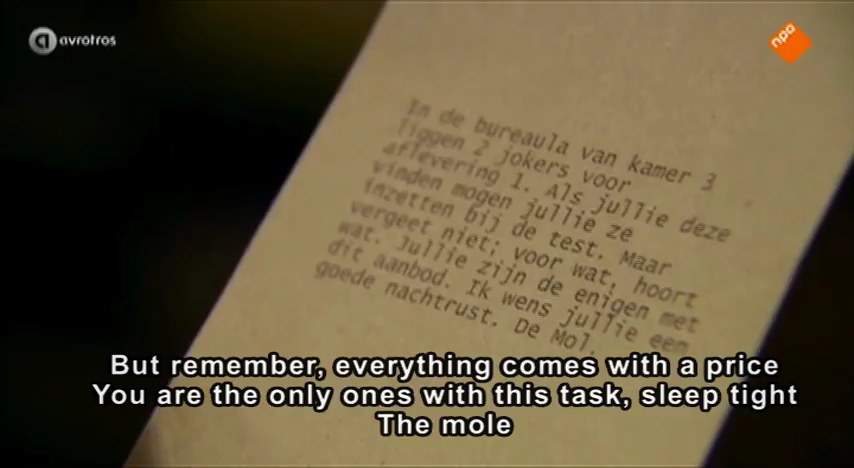 avrotros
npo
In de bureaula van kamer 3
liggen 2 jokers voor
aflevering 1. Als jullie deze
vinden mogen jullie ze
inzetten bij de test. Maar
vergeet niet; voor wat, hoort
wat. Jullie zijn de enigen met
dit aanbod. Ik wens jullie een
goede nachtrust. De Mol.
But remember, everything comes with a price
You are the only ones with this task, sleep tight
The mole